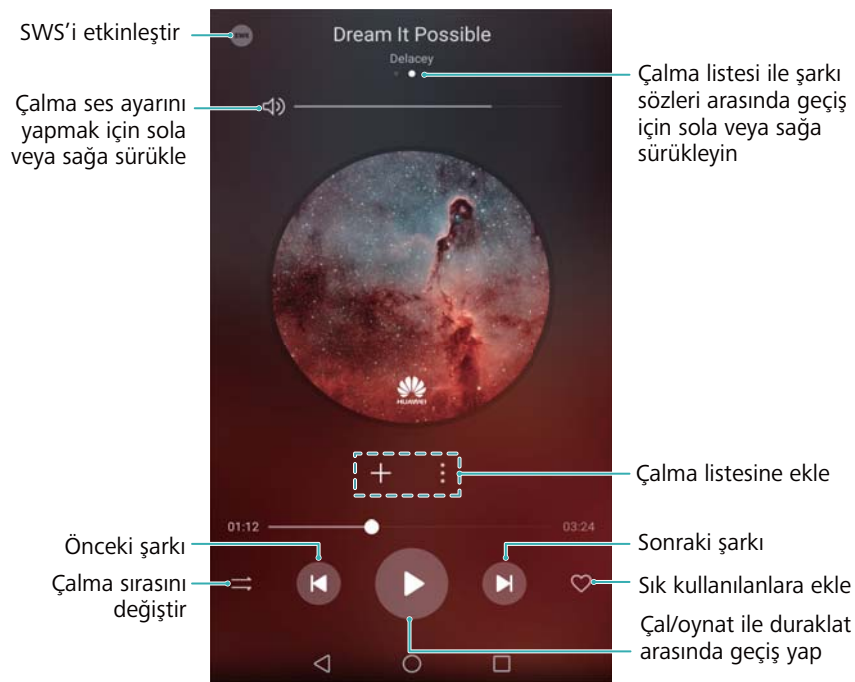 SWS'i etkinleştir
SWS
Dream It Possible
Delacey
Çalma ses ayarını
yapmak için sola
veya sağa sürükle
Çalma listesi ile şarkı
sözleri arasında geçiş
için sola veya sağa
sürükleyin
HUAWEI
Çalma listesine ekle
01:12
03:24
Önceki şarkı
Sonraki şarkı
Çalma sırasını
değiştir
Sık kullanılanlara ekle
Çal/oynat ile duraklat
arasında geçiş yap